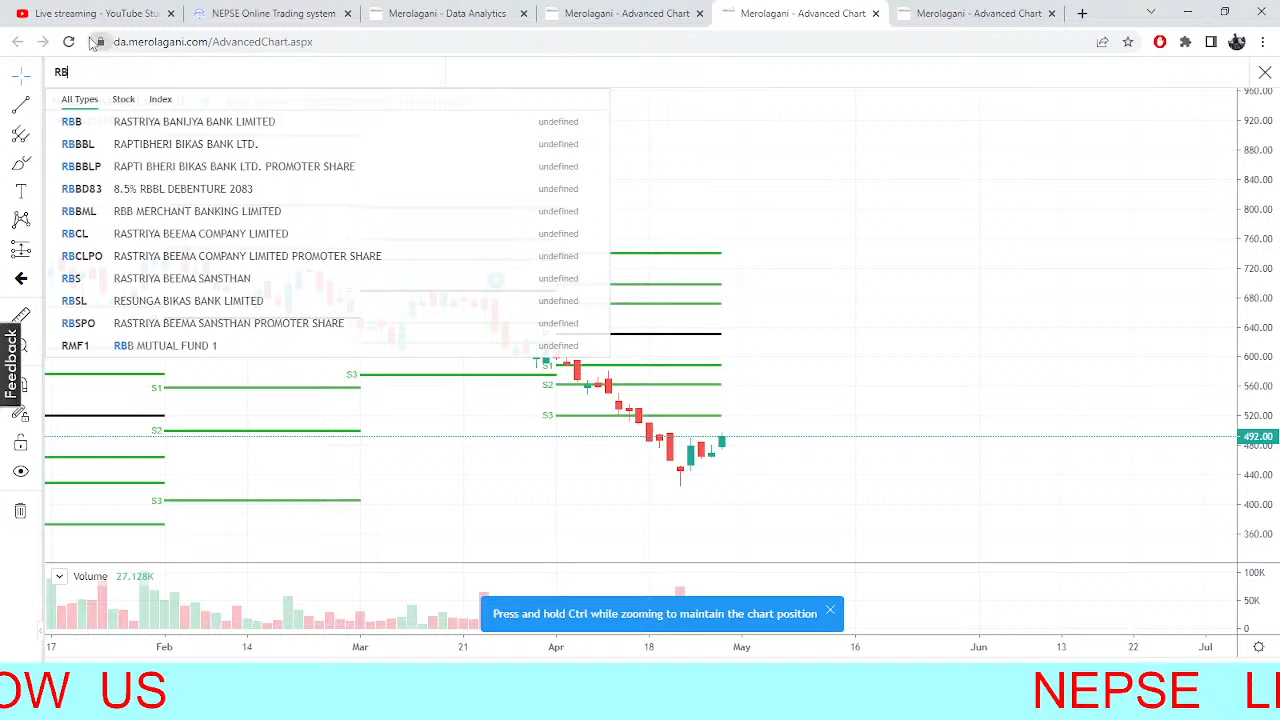 Live streaming - YouTube S
NEPSE Online Trading system
Merolagani - Data Analytics
Merolagani - Advanced Chart
Merolagani - Advanced Chart
Merolagani - Advanced Chart
da.merolagani.com/AdvancedChart.aspx
RB
All Types Stock Index
RBB RASTRIYA BANIJYA BANK LIMITED undefined
RBBBL RAPTIBHERI BIKAS BANK LTD. undefined
RBBBLP RAPTI BHERI BIKAS BANK LTD. PROMOTER SHARE undefined
RBBD83 8.5% RBBL DEBENTURE 2083 undefined
RBBML RBB MERCHANT BANKING LIMITED undefined
RBCL RASTRIYA BEEMA COMPANY LIMITED undefined
RBCLPO RASTRIYA BEEMA COMPANY LIMITED PROMOTER SHARE undefined
RBS RASTRIYA BEEMA SANSTHAN undefined
RBSL RESUNGA BIKAS BANK LIMITED undefined
RBSPO RASTRIYA BEEMA SANSTHAN PROMOTER SHARE undefined
RMF1 RBB MUTUAL FUND 1 undefined
960.00
920.00
880.00
840.00
800.00
760.00
720.00
680.00
640.00
600.00
560.00
520.00
492.00
480.00
440.00
400.00
360.00
S1
S2
S3
S3
S1
S2
S3
Feedback
Volume 27.128K
100K
50K
0
Press and hold Ctrl while zooming to maintain the chart position
17 Feb 14 Mar 21 Apr 18 May 16 Jun 13 22 Jul
OW US NEPSE LI